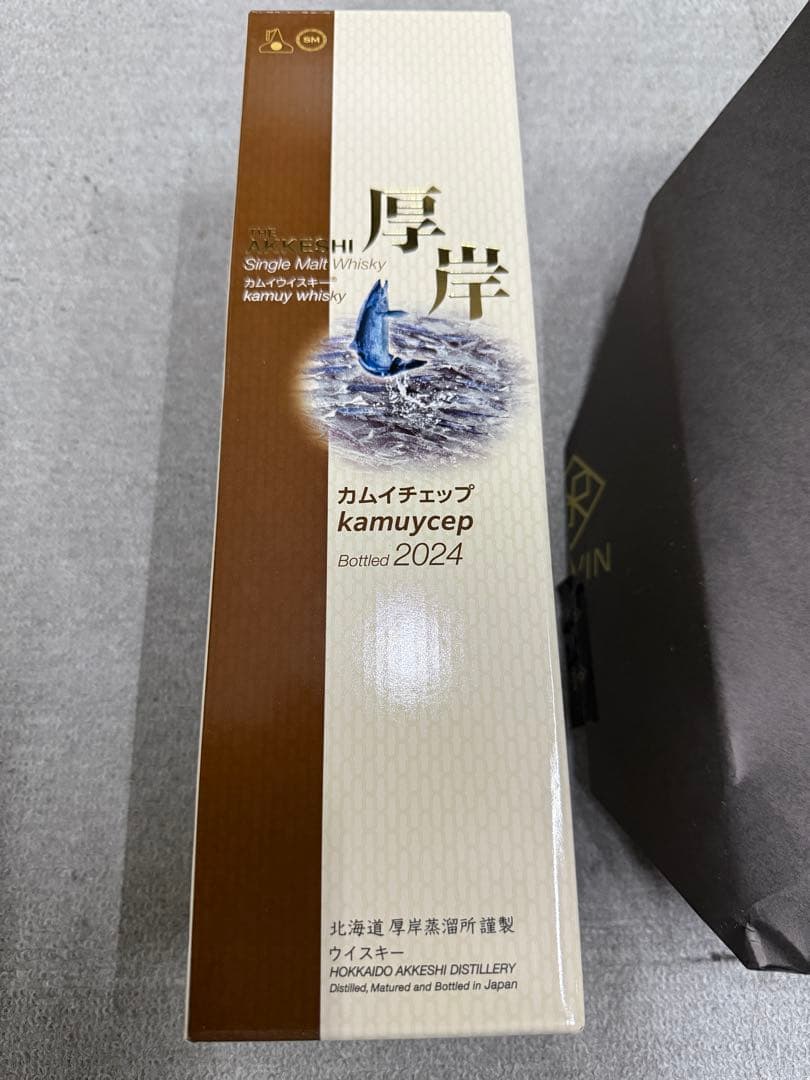 SM
厚岸
THE
AKKESHI
Single Malt Whisky
カムイウイスキー®
kamuy whisky
カムイチェップ
kamuycep
Bottled 2024
北海道 厚岸蒸溜所 謹製
ウイスキー
HOKKAIDO AKKESHI DISTILLERY
Distilled, Matured and Bottled in Japan
VIN